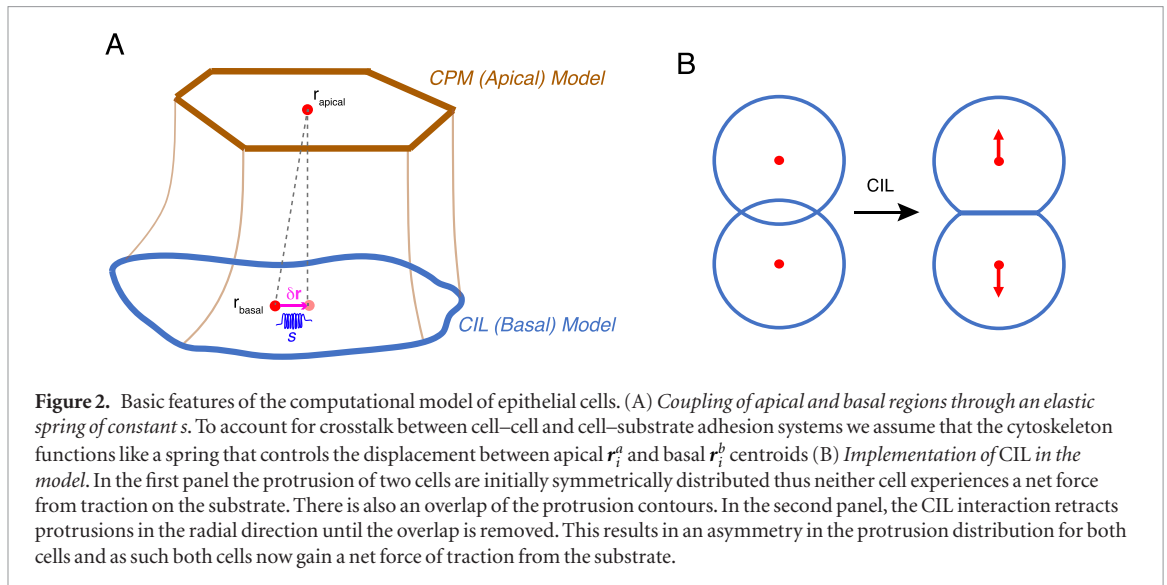 A
CPM (Apical) Model
r apical
r basal
δr
s
CIL (Basal) Model
B
CIL
Figure 2. Basic features of the computational model of epithelial cells. (A) Coupling of apical and basal regions through an elastic
spring of constant s. To account for crosstalk between cell–cell and cell–substrate adhesion systems we assume that the cytoskeleton
functions like a spring that controls the displacement between apical r_i^a and basal r_i^b centroids (B) Implementation of CIL in the
model. In the first panel the protrusion of two cells are initially symmetrically distributed thus neither cell experiences a net force
from traction on the substrate. There is also an overlap of the protrusion contours. In the second panel, the CIL interaction retracts
protrusions in the radial direction until the overlap is removed. This results in an asymmetry in the protrusion distribution for both
cells and as such both cells now gain a net force of traction from the substrate.